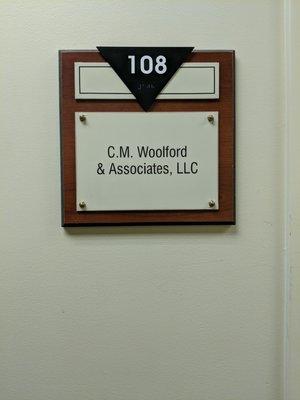 108
C.M. Woolford
& Associates, LLC